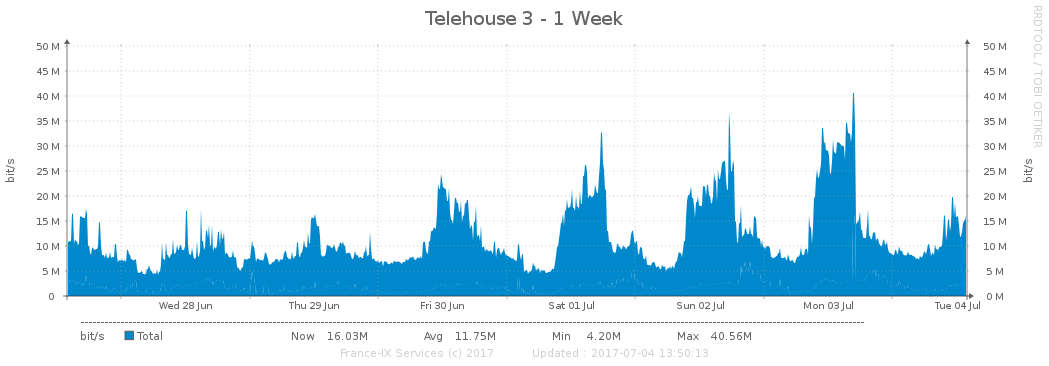 Telehouse 3 - 1 Week
RRDTOOL / TOBI OETIKER
bit/s
50 M 50 M
45 M 45 M
40 M 40 M
35 M 35 M
30 M 30 M
25 M 25 M
20 M 20 M
15 M 15 M
10 M 10 M
5 M 5 M
0 0 M
bit/s
Wed 28 Jun Thu 29 Jun Fri 30 Jun Sat 01 Jul Sun 02 Jul Mon 03 Jul Tue 04 Jul
bit/s Total Now 16.03M Avg 11.75M Min 4.20M Max 40.56M
France-IX Services (c) 2017 Updated : 2017-07-04 13:50:13